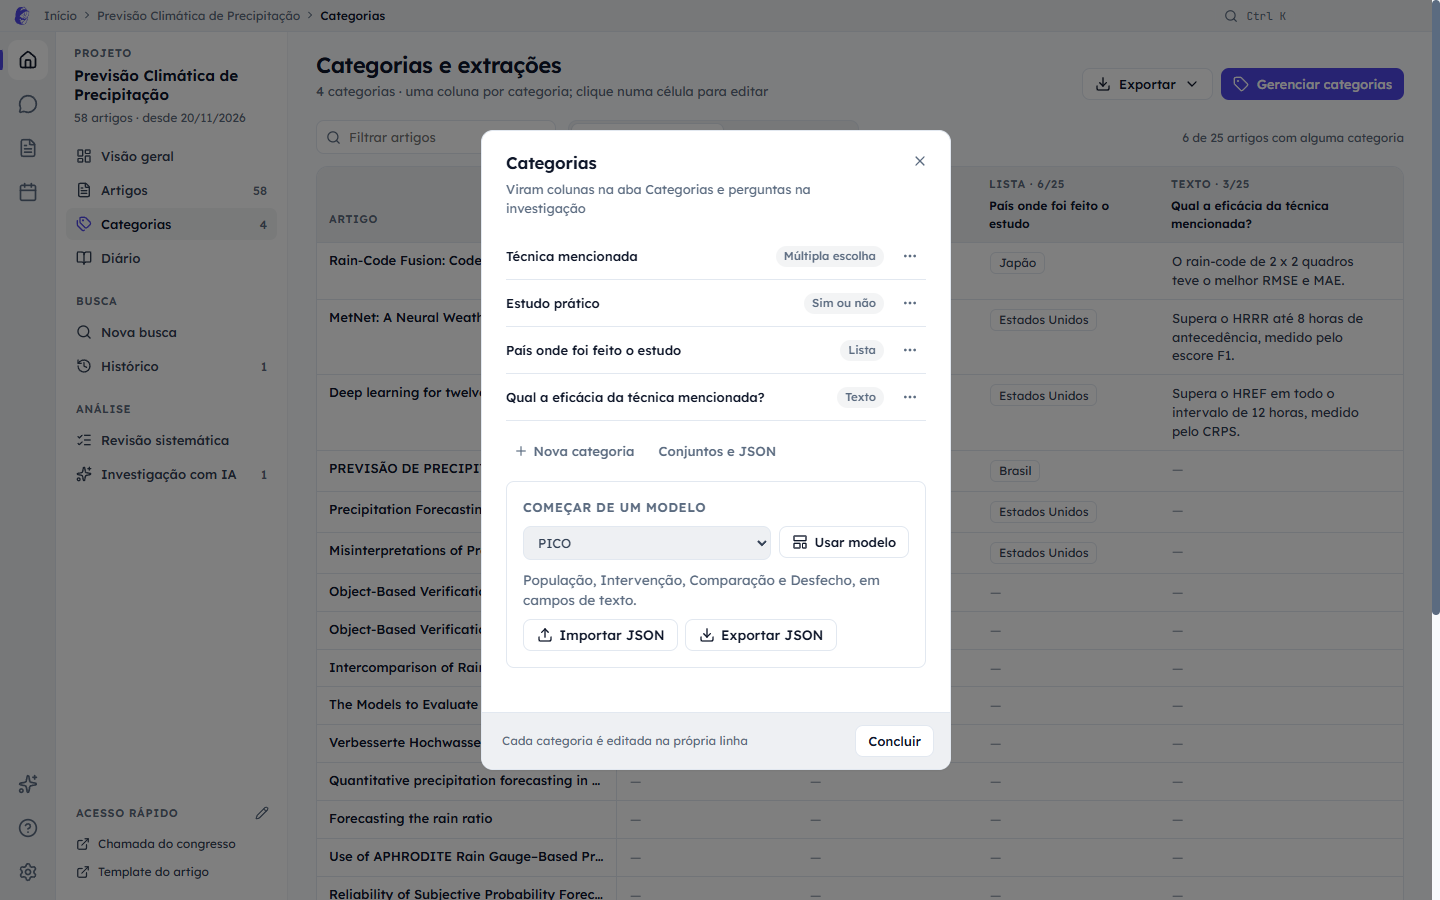 Início > Previsão Climática de Precipitação > Categorias
Ctrl K
PROJETO
Previsão Climática de
Precipitação
58 artigos · desde 20/11/2026
Visão geral
Artigos 58
Categorias 4
Diário
BUSCA
Nova busca
Histórico 1
ANÁLISE
Revisão sistemática
Investigação com IA 1
ACESSO RÁPIDO
Chamada do congresso
Template do artigo
Categorias e extrações
4 categorias · uma coluna por categoria; clique numa célula para editar
Exportar
Gerenciar categorias
Filtrar artigos
6 de 25 artigos com alguma categoria
ARTIGO
LISTA · 6/25
País onde foi feito o
estudo
TEXTO · 3/25
Qual a eficácia da técnica
mencionada?
Rain-Code Fusion: Code
Japão
O rain-code de 2 x 2 quadros
teve o melhor RMSE e MAE.
MetNet: A Neural Weath
Estados Unidos
Supera o HRRR até 8 horas de
antecedência, medido pelo
escore F1.
Deep learning for twelve
Estados Unidos
Supera o HREF em todo o
intervalo de 12 horas, medido
pelo CRPS.
PREVISÃO DE PRECIPI
Brasil
—
Precipitation Forecastin
Estados Unidos
—
Misinterpretations of Pr
Estados Unidos
—
Object-Based Verificatio
— —
Object-Based Verificatio
— —
Intercomparison of Rai
— —
The Models to Evaluate
— —
Verbesserte Hochwasse
— —
Quantitative precipitation forecasting in ...
— — — —
Forecasting the rain ratio
— — — —
Use of APHRODITE Rain Gauge–Based Pr...
— — — —
Reliability of Subjective Probability Forec...
— — — —
Categorias
Viram colunas na aba Categorias e perguntas na
investigação
Técnica mencionada Múltipla escolha
Estudo prático Sim ou não
País onde foi feito o estudo Lista
Qual a eficácia da técnica mencionada? Texto
+ Nova categoria
Conjuntos e JSON
COMEÇAR DE UM MODELO
PICO
Usar modelo
População, Intervenção, Comparação e Desfecho, em
campos de texto.
Importar JSON
Exportar JSON
Cada categoria é editada na própria linha
Concluir